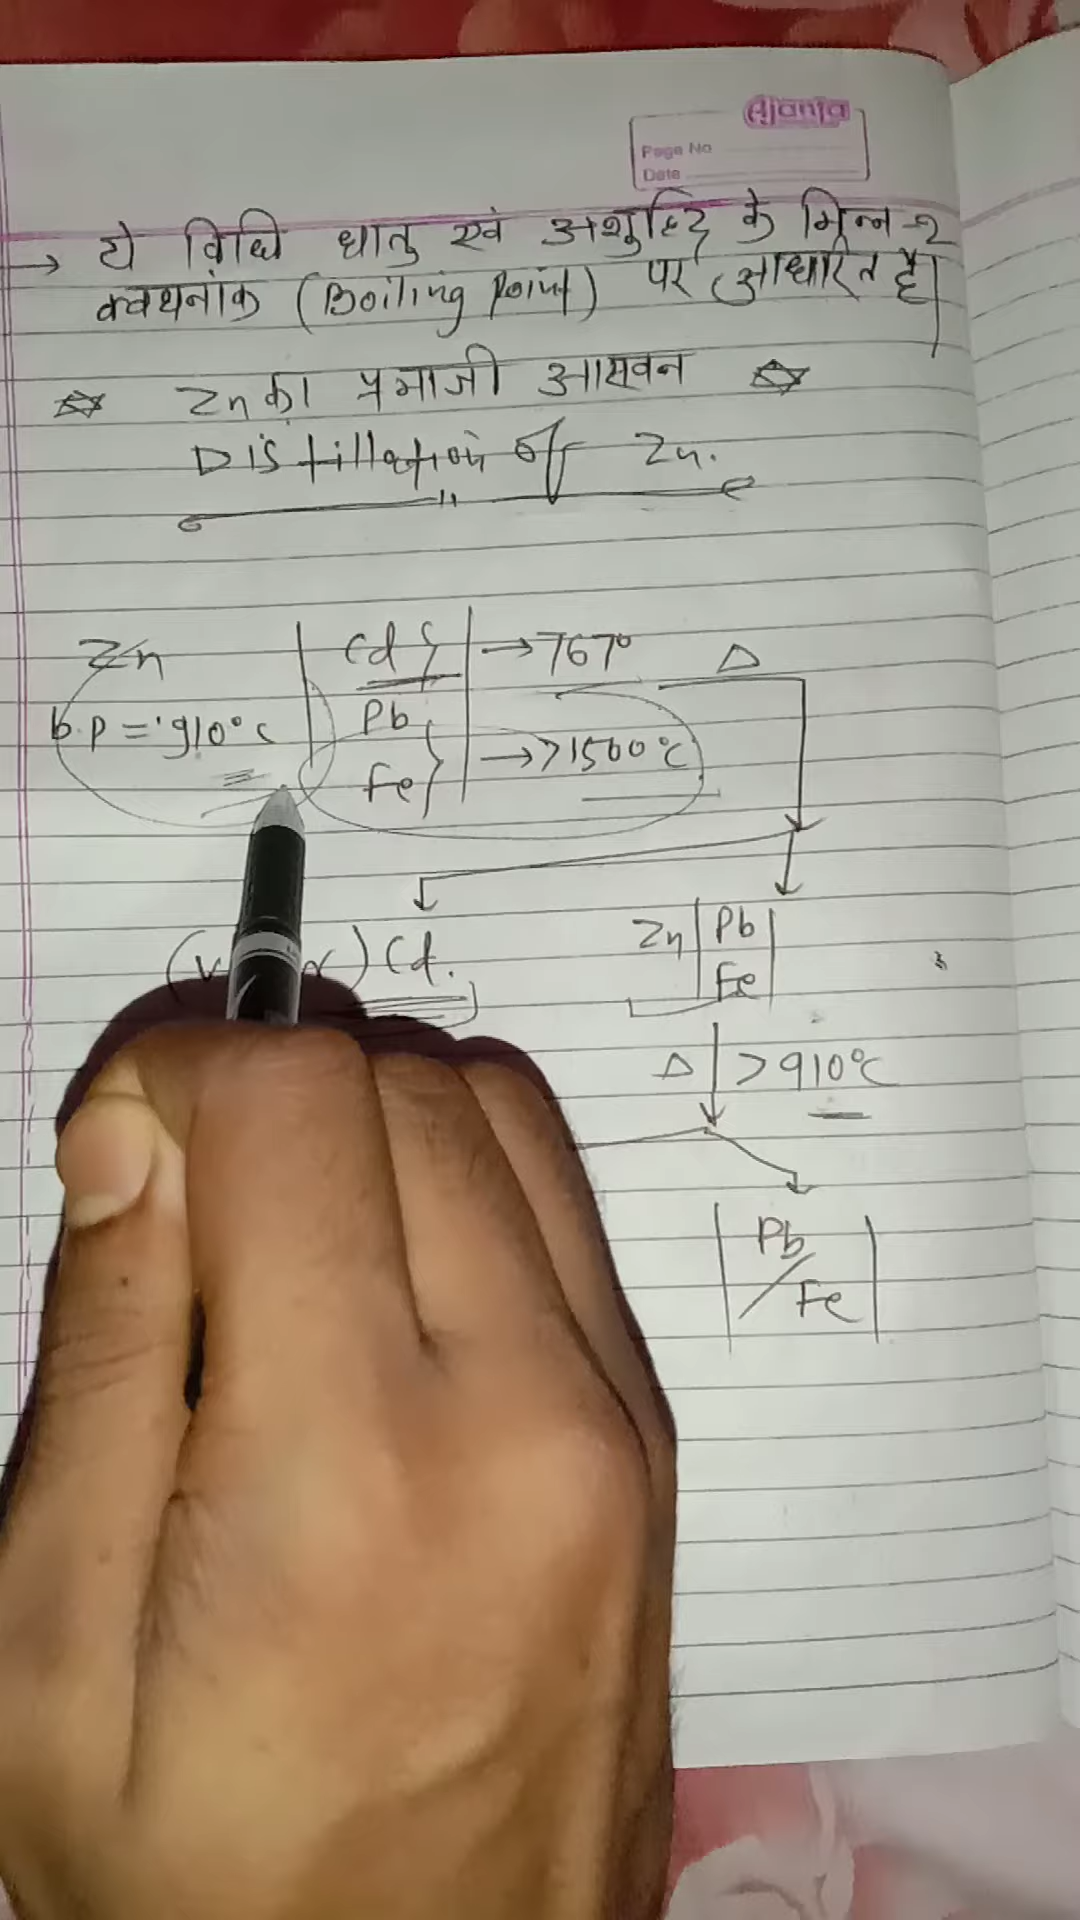 Ajanta
Page No
Date
→ ये विधि धातु एवं अशुद्धि के भिन्न-२
क्वथनांक (Boiling Point) पर आधारित है।
Zn का प्रभाजी आसवन
Distillation of Zn.
Zn | Cd } → 767° Δ
b.p = 910°C | Pb
Fe } → >1500°C
Cd.
Zn | Pb
Fe
Δ >910°C
Pb
Fe